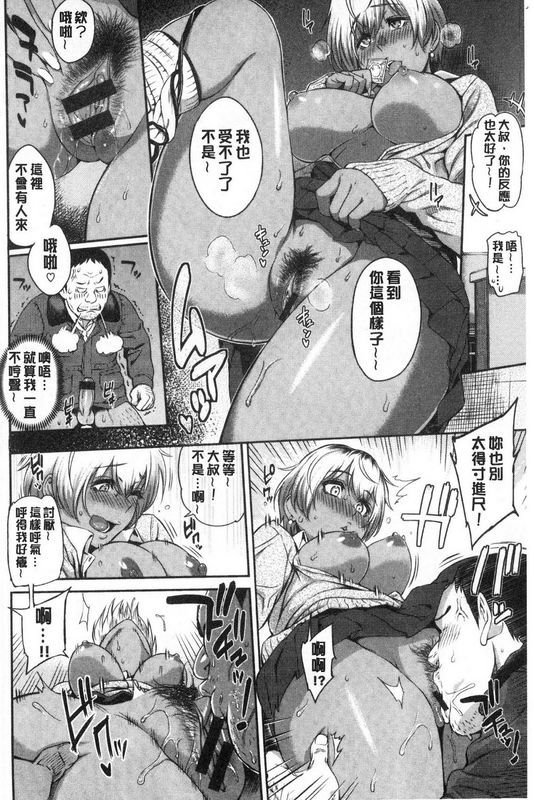 大叔，你的反應
也太好了～！
唔～…
我是～…
我也
受不了了
不是～
看到
你這個樣子～
欸？
哦啦～
這裡
不會有人來
哦啦♡
噢唔…
就算我一直
不哼聲～
妳也別
太得寸進尺！
啊啊!?
等等～
大叔～
不是…啊～
討厭～
這樣呼氣…
呼得我好癢～
啊
…!!